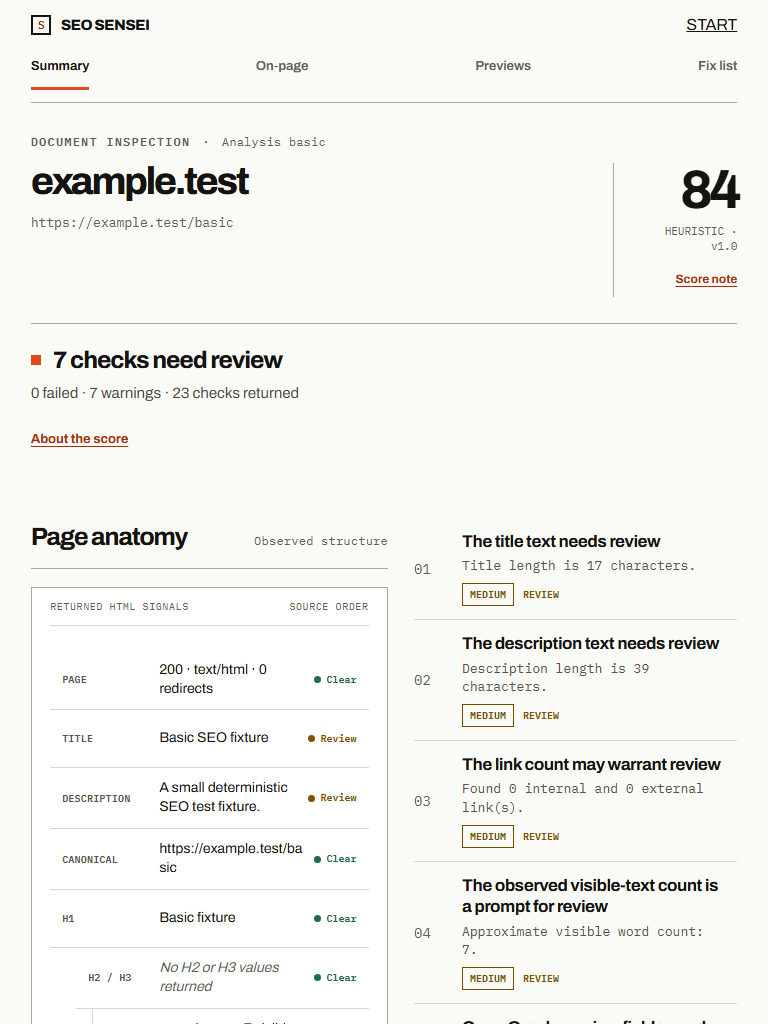 S SEO SENSEI START
Summary On-page Previews Fix list
DOCUMENT INSPECTION · Analysis basic
example.test
https://example.test/basic
84
HEURISTIC ·
v1.0
Score note
7 checks need review
0 failed · 7 warnings · 23 checks returned
About the score
Page anatomy Observed structure
RETURNED HTML SIGNALS SOURCE ORDER
PAGE 200 · text/html · 0
redirects Clear
TITLE Basic SEO fixture Review
DESCRIPTION A small deterministic
SEO test fixture. Review
CANONICAL https://example.test/ba
sic Clear
H1 Basic fixture Clear
H2 / H3 No H2 or H3 values
returned Clear
01 The title text needs review
Title length is 17 characters.
MEDIUM REVIEW
02 The description text needs review
Description length is 39
characters.
MEDIUM REVIEW
03 The link count may warrant review
Found 0 internal and 0 external
link(s).
MEDIUM REVIEW
04 The observed visible-text count is
a prompt for review
Approximate visible word count:
7.
MEDIUM REVIEW